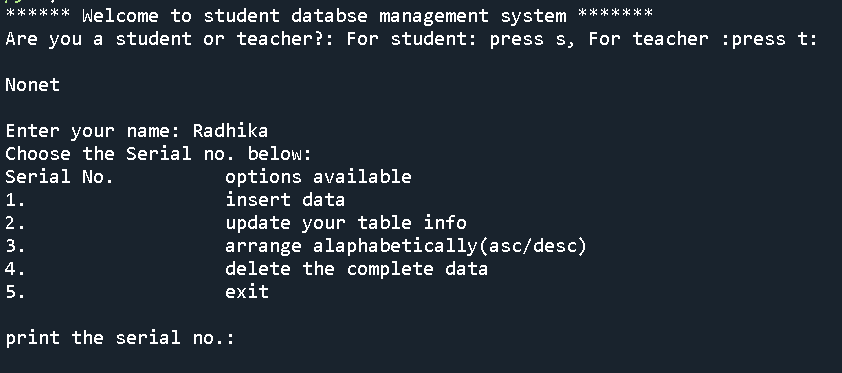 ****** Welcome to student databse management system *******
Are you a student or teacher?: For student: press s, For teacher :press t:
Nonet
Enter your name: Radhika
Choose the Serial no. below:
Serial No. options available
1. insert data
2. update your table info
3. arrange alaphabetically(asc/desc)
4. delete the complete data
5. exit
print the serial no.: